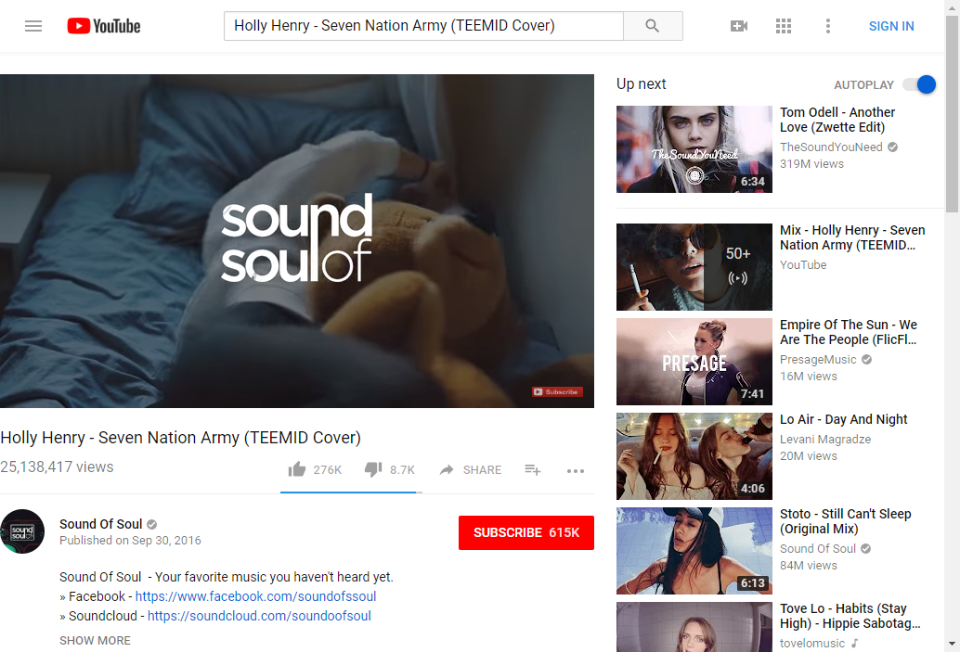 YouTube
Holly Henry - Seven Nation Army (TEEMID Cover)
SIGN IN
sound
soulof
Subscribe
Holly Henry - Seven Nation Army (TEEMID Cover)
25,138,417 views
276K
8.7K
SHARE
sound
soulof
Sound Of Soul
Published on Sep 30, 2016
SUBSCRIBE 615K
Sound Of Soul - Your favorite music you haven't heard yet.
» Facebook - https://www.facebook.com/soundofssoul
» Soundcloud - https://soundcloud.com/soundoofsoul
SHOW MORE
Up next
AUTOPLAY
TheSoundYouNeed
6:34
Tom Odell - Another
Love (Zwette Edit)
TheSoundYouNeed
319M views
50+
Mix - Holly Henry - Seven
Nation Army (TEEMID…
YouTube
PRESAGE
7:41
Empire Of The Sun - We
Are The People (FlicFl…
PresageMusic
16M views
4:06
Lo Air - Day And Night
Levani Magradze
20M views
6:13
Stoto - Still Can't Sleep
(Original Mix)
Sound Of Soul
84M views
Tove Lo - Habits (Stay
High) - Hippie Sabotag…
tovelomusic